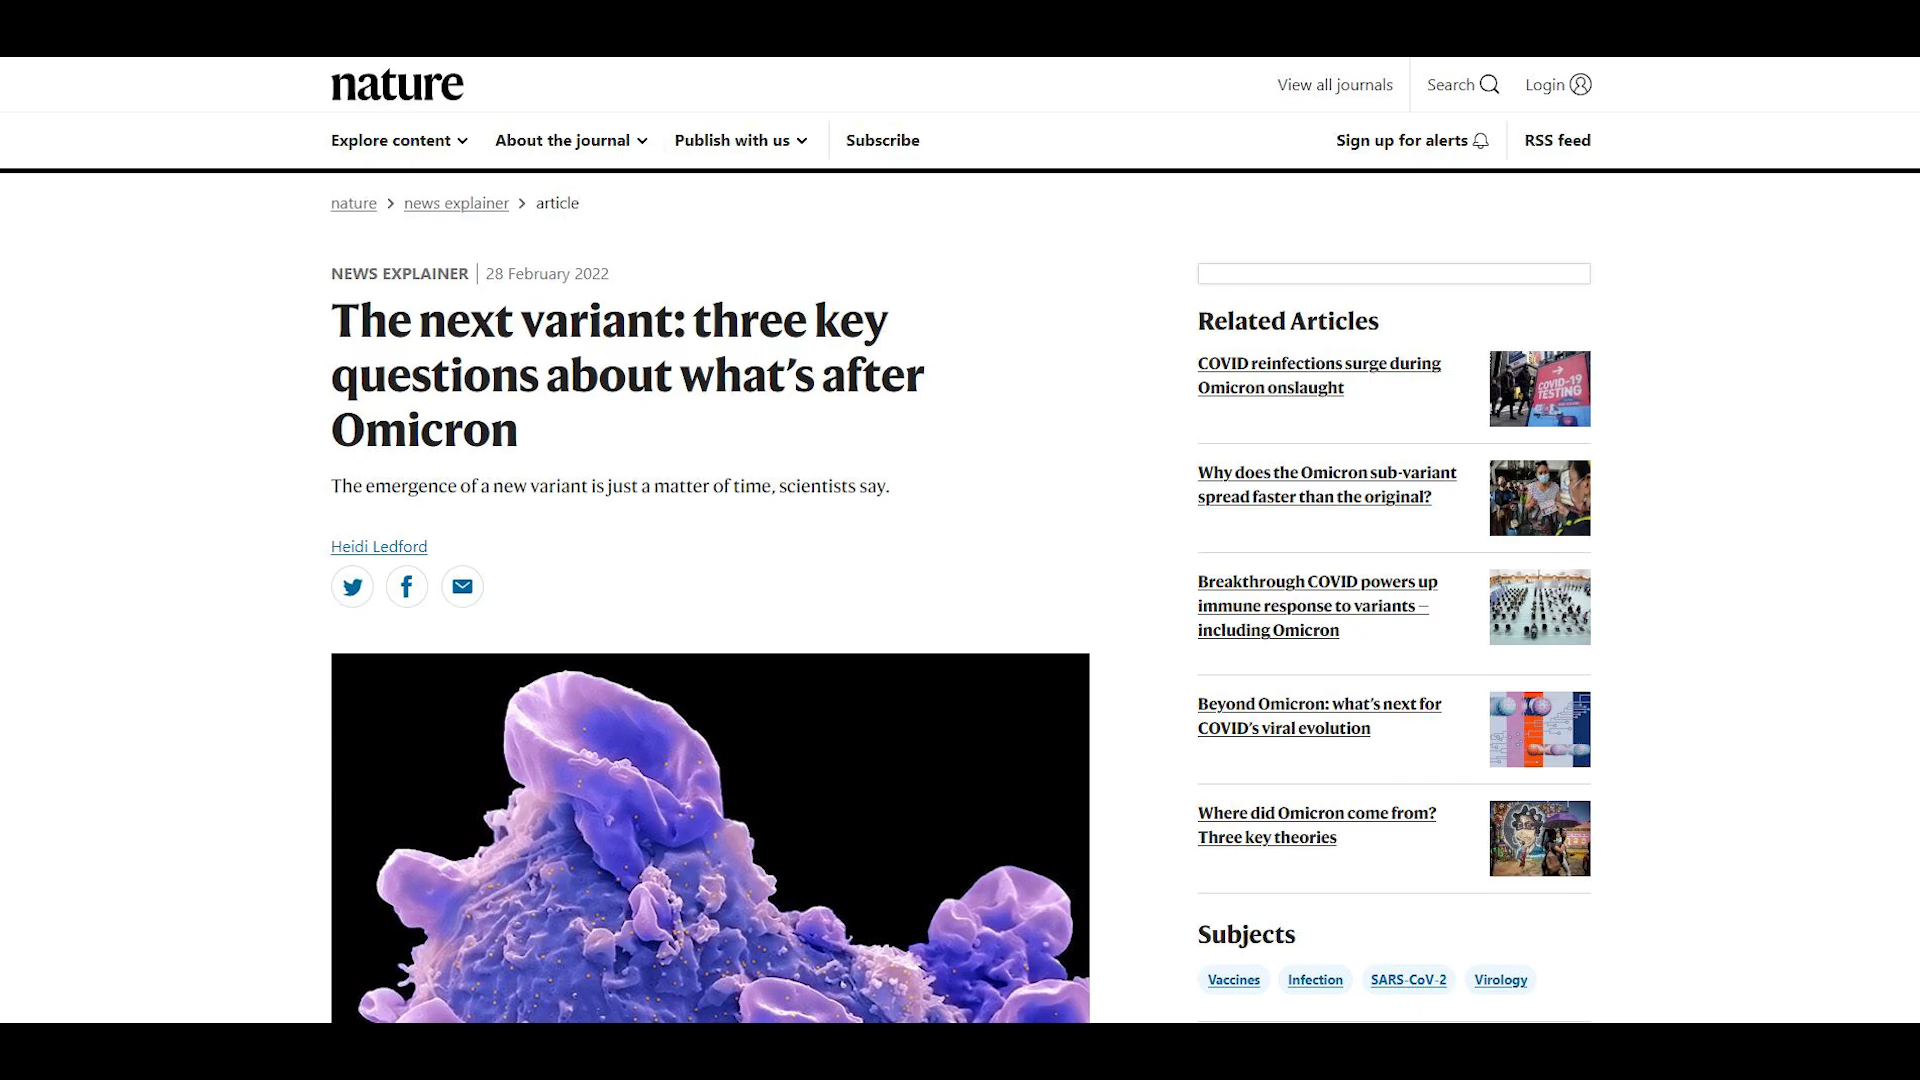 nature
View all journals
Search
Login
Explore content
About the journal
Publish with us
Subscribe
Sign up for alerts
RSS feed
nature > news explainer > article
NEWS EXPLAINER
28 February 2022
The next variant: three key
questions about what’s after
Omicron
The emergence of a new variant is just a matter of time, scientists say.
Heidi Ledford
Related Articles
COVID reinfections surge during
Omicron onslaught
COVID-19
TESTING
Why does the Omicron sub-variant
spread faster than the original?
Breakthrough COVID powers up
immune response to variants –
including Omicron
Beyond Omicron: what’s next for
COVID’s viral evolution
Where did Omicron come from?
Three key theories
Subjects
Vaccines
Infection
SARS-CoV-2
Virology